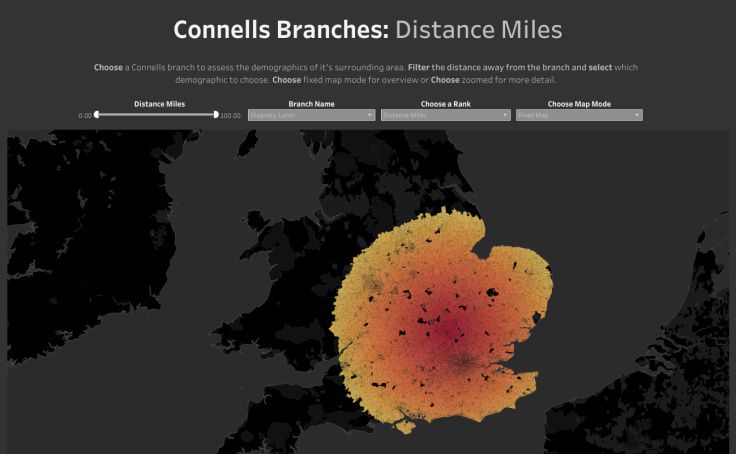 Connells Branches: Distance Miles
Choose a Connells branch to assess the demographics of it's surrounding area. Filter the distance away from the branch and select which
demographic to choose. Choose fixed map mode for overview or Choose zoomed for more detail.
Distance Miles Branch Name Choose a Rank Choose Map Mode
0.00 100.00 Stopsley, Luton Distance Miles Fixed Map